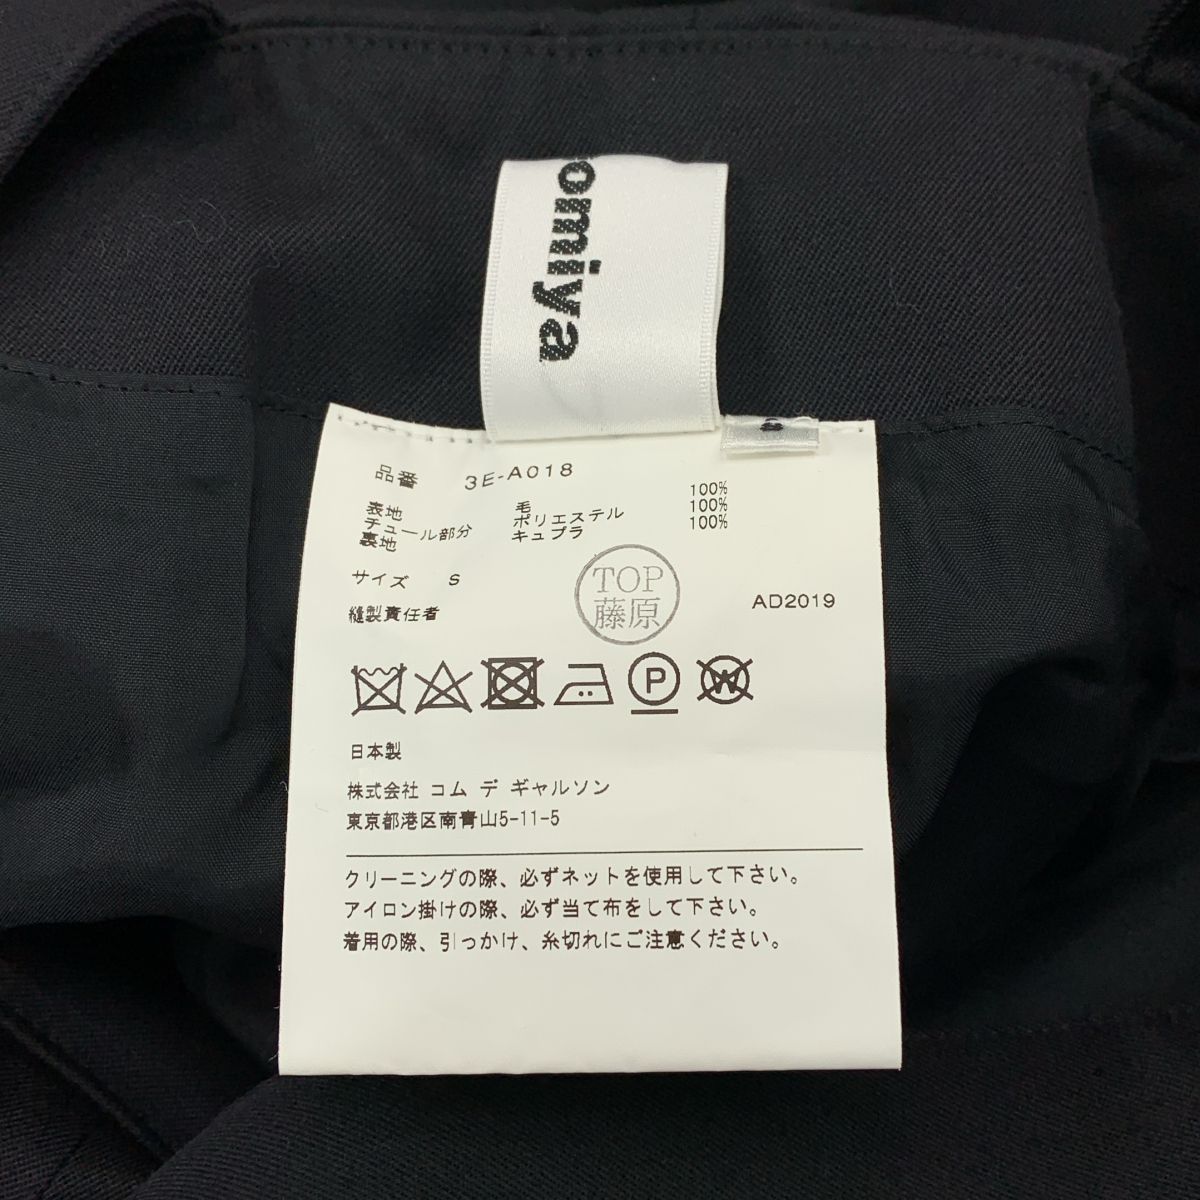 omiya
品番 3E-A018
表地 毛 100%
チュール部分 ポリエステル 100%
裏地 キュプラ 100%
サイズ S
縫製責任者 TOP 藤原 AD2019
P W
日本製
株式会社 コム デ ギャルソン
東京都港区南青山5-11-5
クリーニングの際、必ずネットを使用して下さい。
アイロン掛けの際、必ず当て布をして下さい。
着用の際、引っかけ、糸切れにご注意ください。